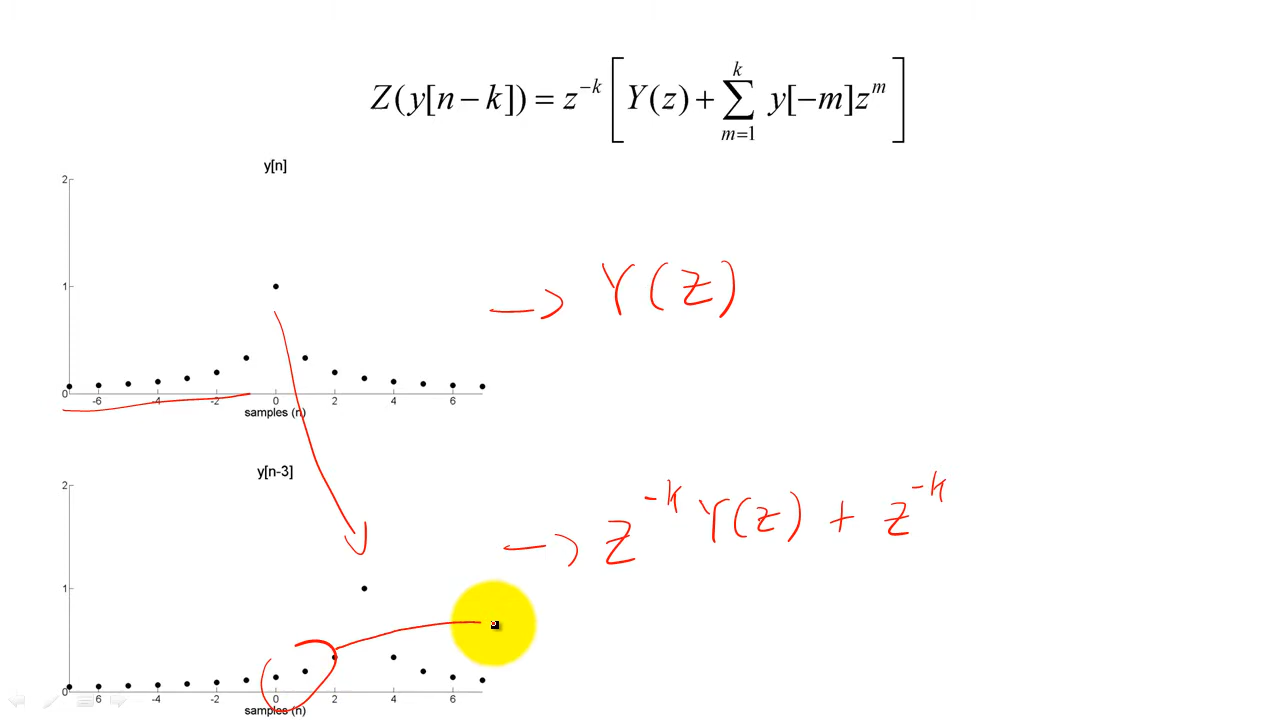 Z(y[n − k]) = z^{−k} [ Y(z) + \sum_{m=1}^{k} y[−m]z^{m} ]
y[n]
2
1
0
-6 -4 -2 0 2 4 6
samples (n)
→ Y(z)
y[n-3]
2
1
0
6 -4 -2 0 2 4 6
samples (n)
→ z^{-k} Y(z) + z^{-k}